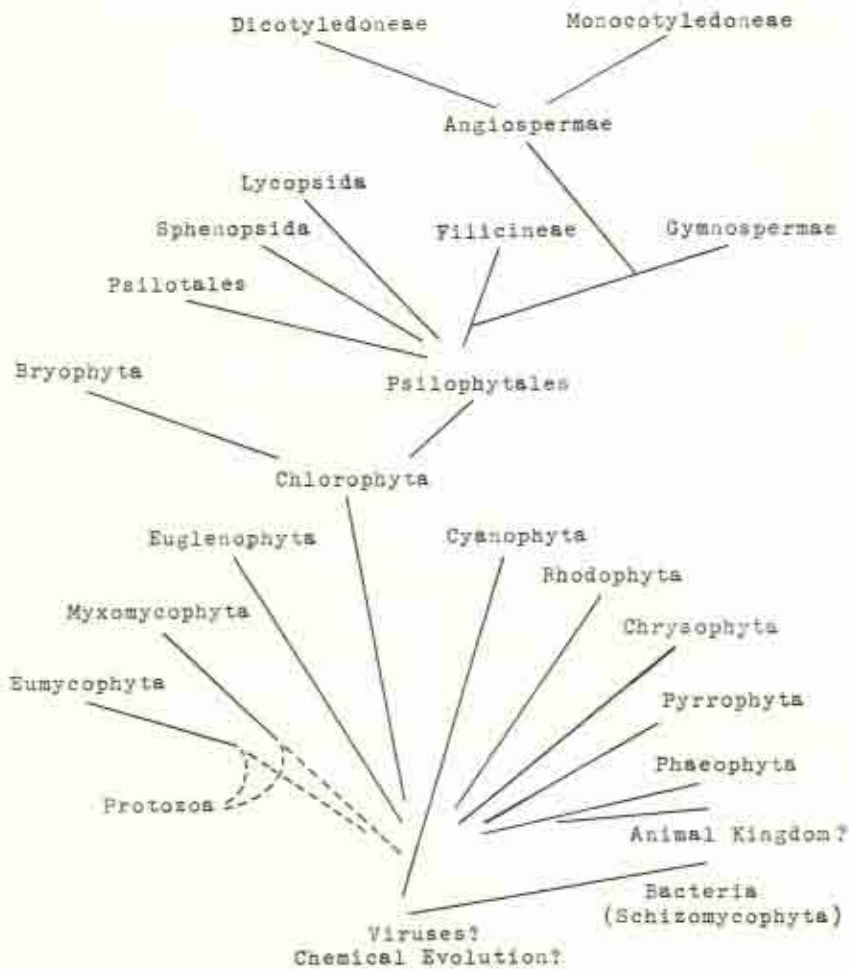 Dicotyledoneae
Monocotyledoneae
Angiospermae
Lycopsida
Sphenopsida
Filicineae
Gymnospermae
Psilotales
Bryophyta
Psilophytales
Chlorophyta
Euglenophyta
Cyanophyta
Rhodophyta
Myxomycophyta
Chrysophyta
Eumycophyta
Pyrrophyta
Phaeophyta
Protozoa
Animal Kingdom?
Bacteria
(Schizomycophyta)
Viruses?
Chemical Evolution?